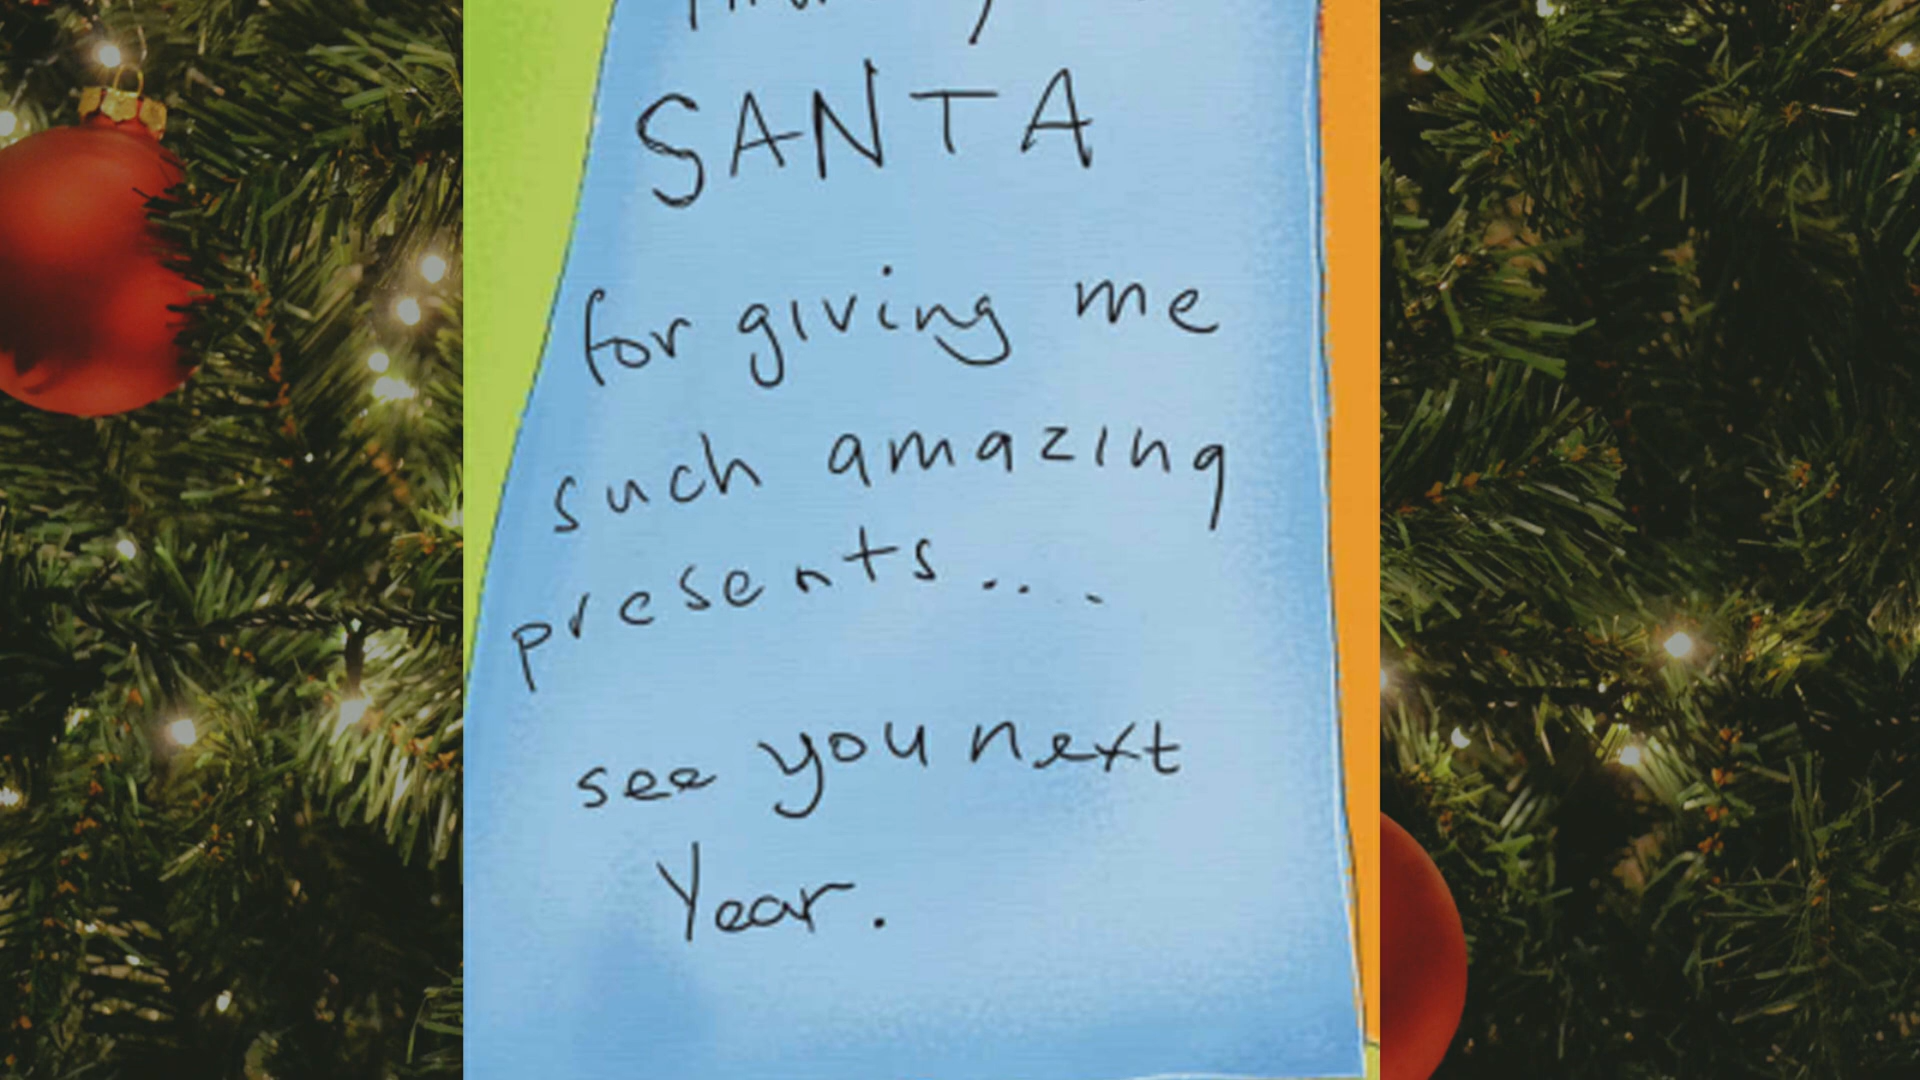 SANTA
for giving me
such amazing
presents....
see you next
Year.